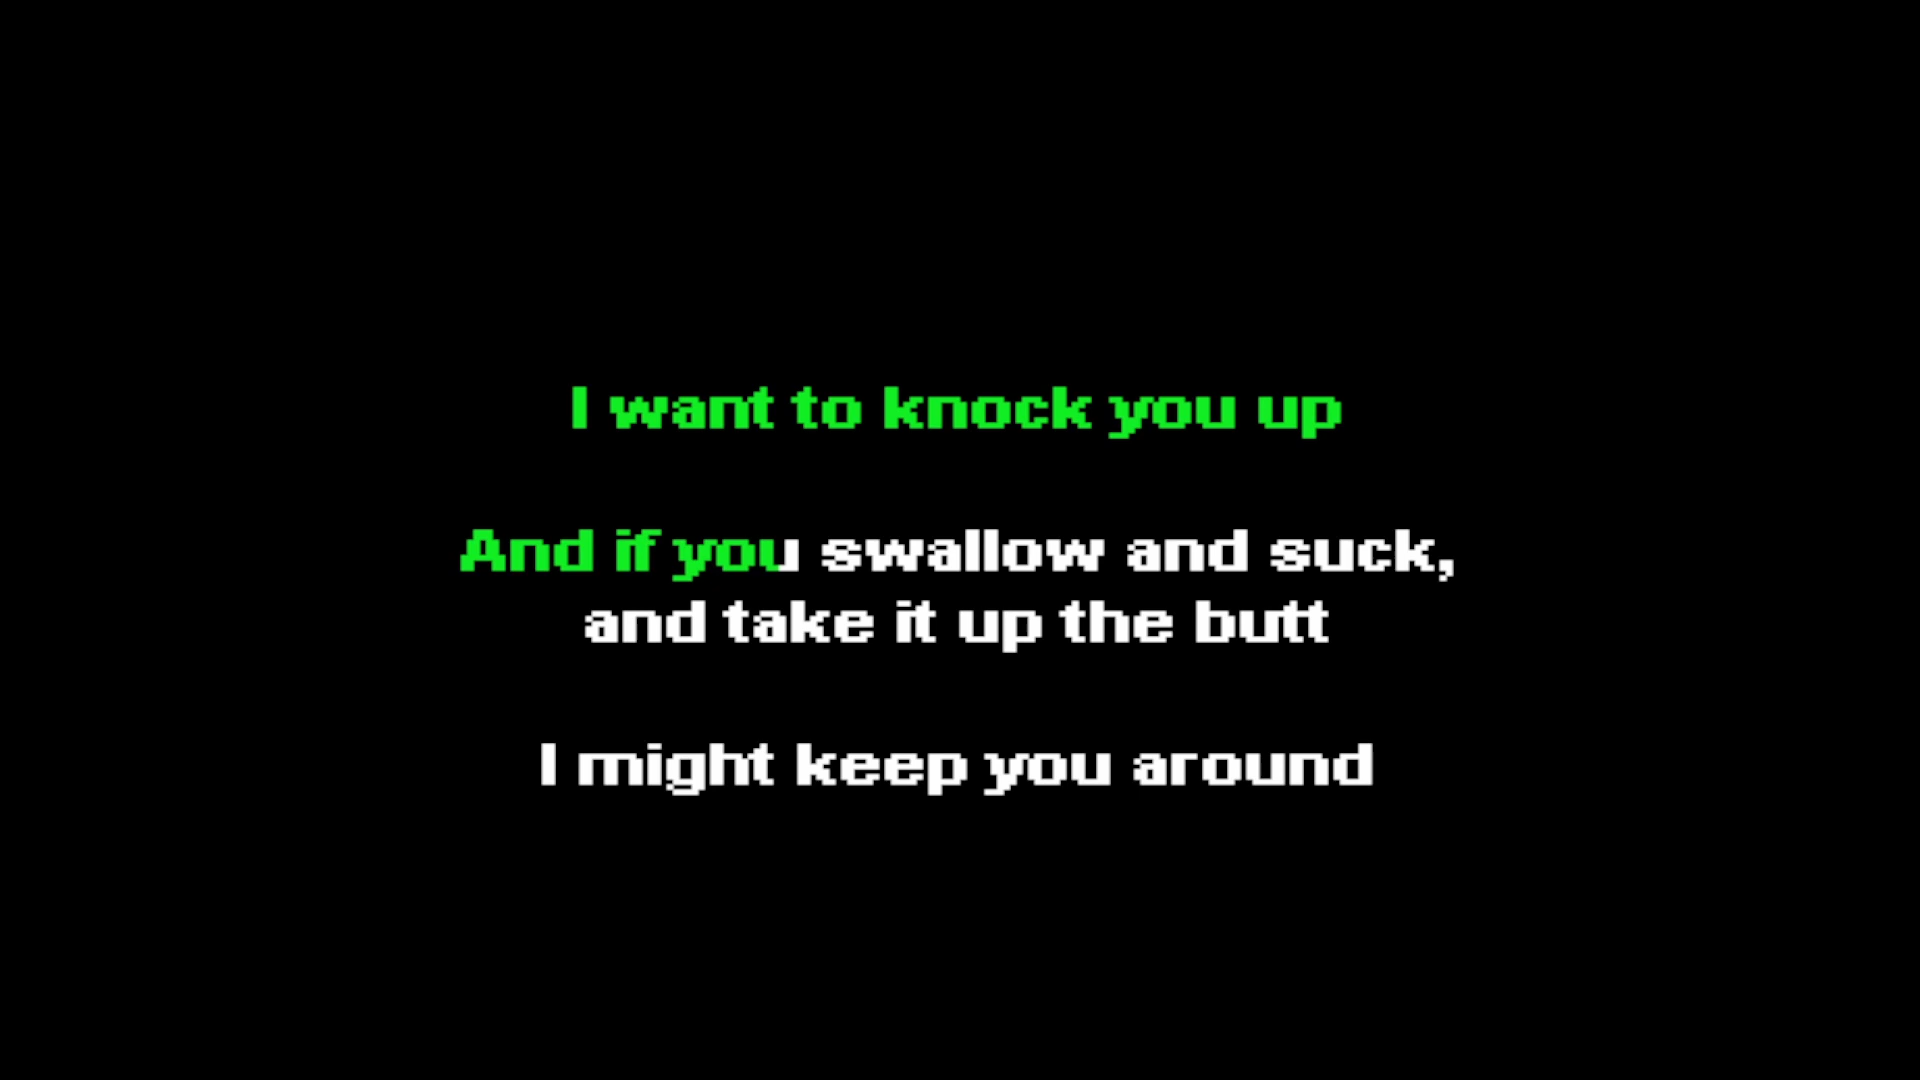 I want to knock you up
And if you swallow and suck,
and take it up the butt
I might keep you around